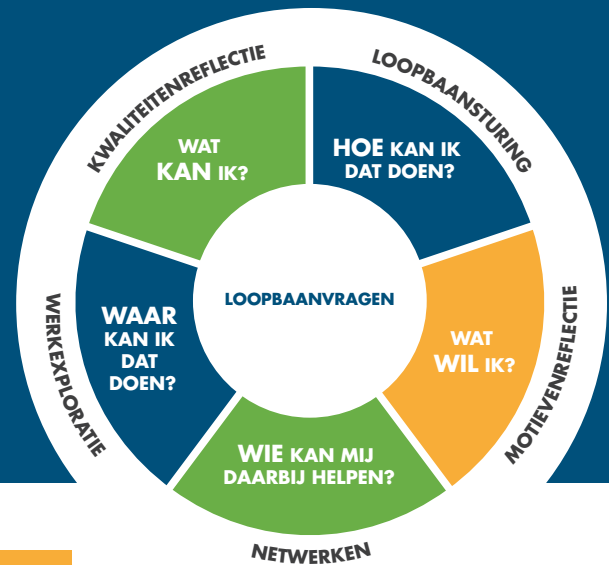 KWALITEITENREFLECTIE
LOOPBAANSTURING
WAT
KAN IK?
HOE KAN IK
DAT DOEN?
LOOPBAANVRAGEN
WERKEXPLORATIE
WAAR
KAN IK
DAT
DOEN?
WAT
WIL IK?
MOTIEVENREFLECTIE
WIE KAN MIJ
DAARBIJ HELPEN?
NETWERKEN